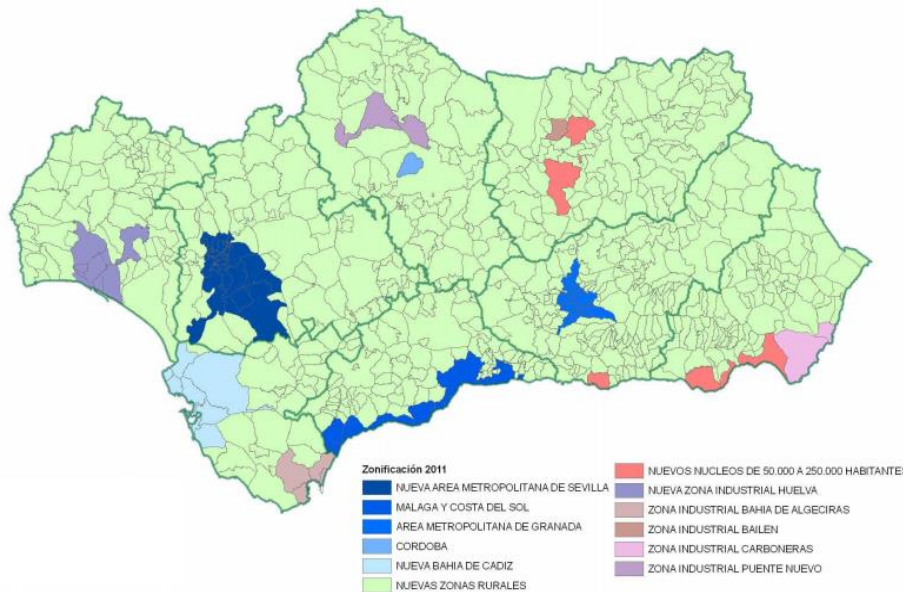 Zonificación 2011
NUEVA AREA METROPOLITANA DE SEVILLA
MALAGA Y COSTA DEL SOL
AREA METROPOLITANA DE GRANADA
CORDOBA
NUEVA BAHIA DE CADIZ
NUEVAS ZONAS RURALES
NUEVOS NUCLEOS DE 50.000 A 250.000 HABITANTES
NUEVA ZONA INDUSTRIAL HUELVA
ZONA INDUSTRIAL BAHIA DE ALGECIRAS
ZONA INDUSTRIAL BAILEN
ZONA INDUSTRIAL CARBONERAS
ZONA INDUSTRIAL PUENTE NUEVO